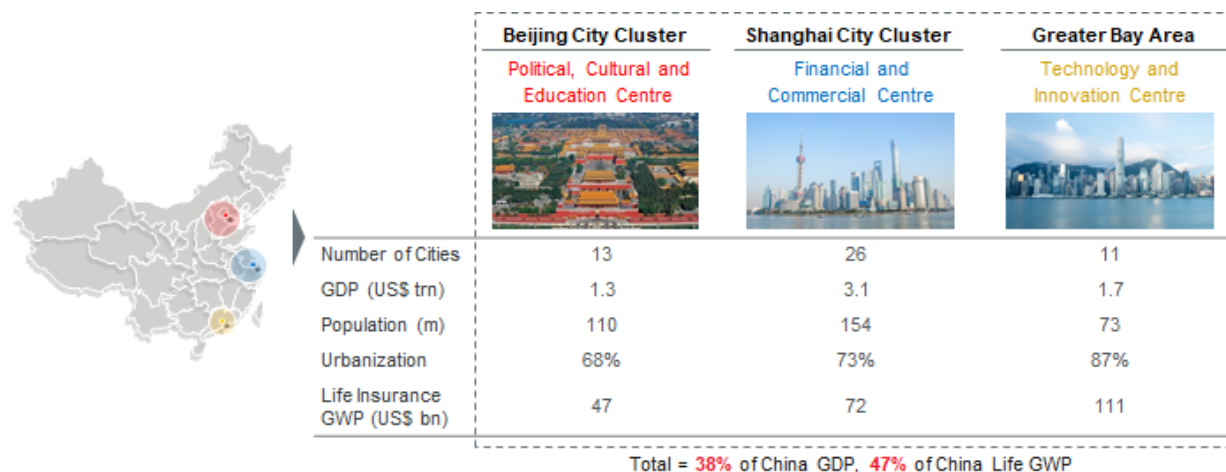 Beijing City Cluster Shanghai City Cluster Greater Bay Area
Political, Cultural and Financial and Technology and
Education Centre Commercial Centre Innovation Centre
Number of Cities 13 26 11
GDP (US$ trn) 1.3 3.1 1.7
Population (m) 110 154 73
Urbanization 68% 73% 87%
Life Insurance
GWP (US$ bn) 47 72 111
Total = 38% of China GDP, 47% of China Life GWP